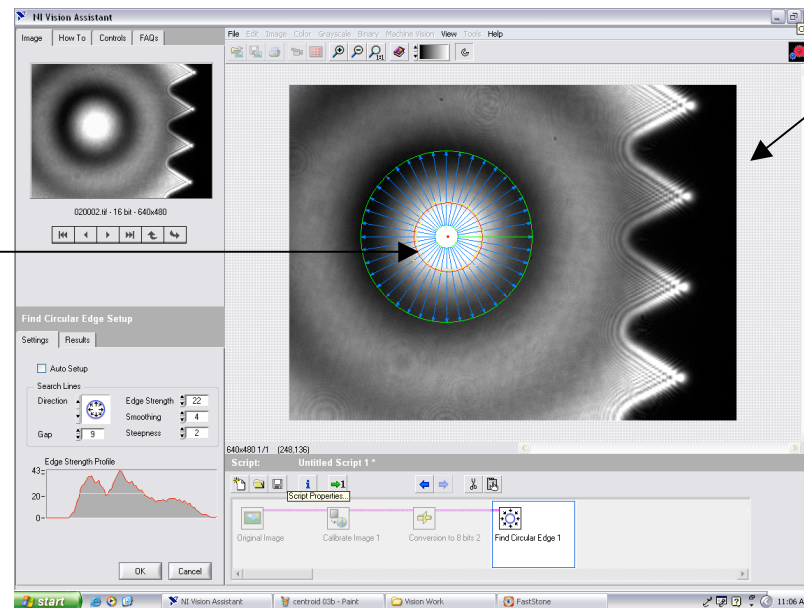 NI Vision Assistant
Image How To Controls FAQs
File Edit Image Color Grayscale Binary Machine Vision View Tools Help
1:1
020002.tif - 16 bit - 640x480
Find Circular Edge Setup
Settings Results
Auto Setup
Search Lines
Direction
Edge Strength 22
Smoothing 4
Gap 9
Steepness 2
Edge Strength Profile
43
20
0
OK Cancel
640x480 1/1 (248,136)
Script: Untitled Script 1 *
Script Properties...
Original Image Calibrate Image 1 Conversion to 8 bits 2 Find Circular Edge 1
start NI Vision Assistant centroid 03b - Paint Vision Work FastStone 11:06 A